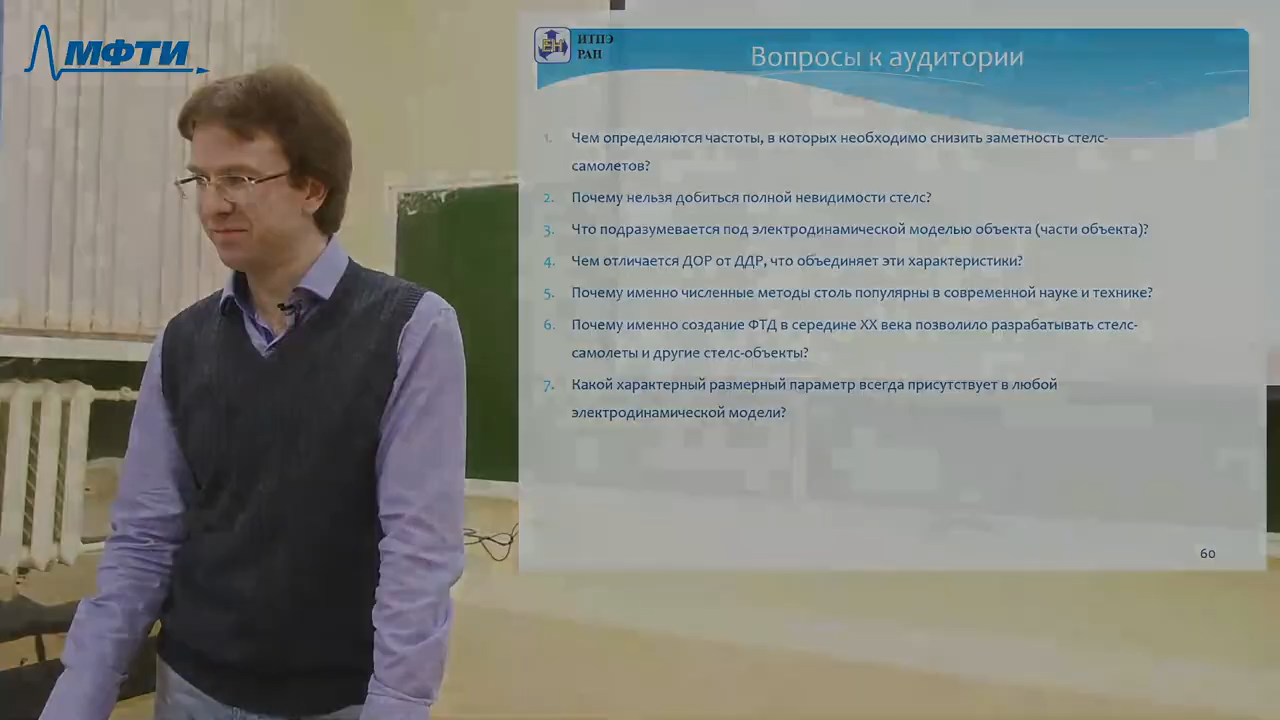 МФТИ
ИТПЭ
РАН
ЕН
Вопросы к аудитории
1. Чем определяются частоты, в которых необходимо снизить заметность стелс-
самолетов?
2. Почему нельзя добиться полной невидимости стелс?
3. Что подразумевается под электродинамической моделью объекта (части объекта)?
4. Чем отличается ДОР от ДДР, что объединяет эти характеристики?
5. Почему именно численные методы столь популярны в современной науке и технике?
6. Почему именно создание ФТД в середине XX века позволило разрабатывать стелс-
самолеты и другие стелс-объекты?
7. Какой характерный размерный параметр всегда присутствует в любой
электродинамической модели?
60